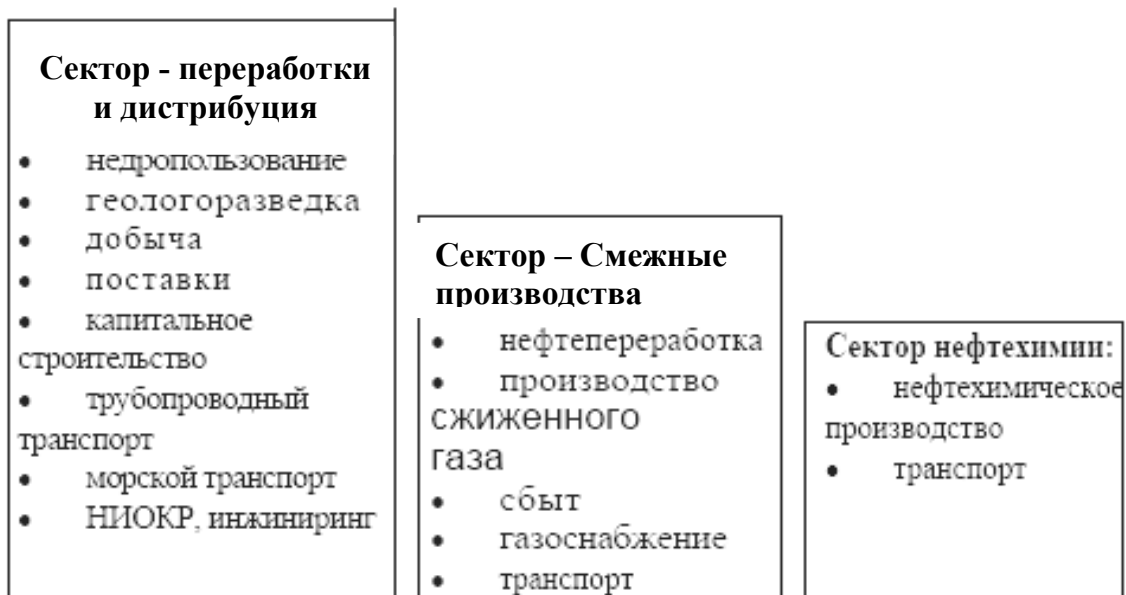 Сектор - переработки
и дистрибуция
• недропользование
• геологоразведка
• добыча
• поставки
• капитальное
строительство
• трубопроводный
транспорт
• морской транспорт
• НИОКР, инжиниринг
Сектор – Смежные
производства
• нефтепереработка
• производство
сжиженного
газа
• сбыт
• газоснабжение
• транспорт
Сектор нефтехимии:
• нефтехимическое
производство
• транспорт